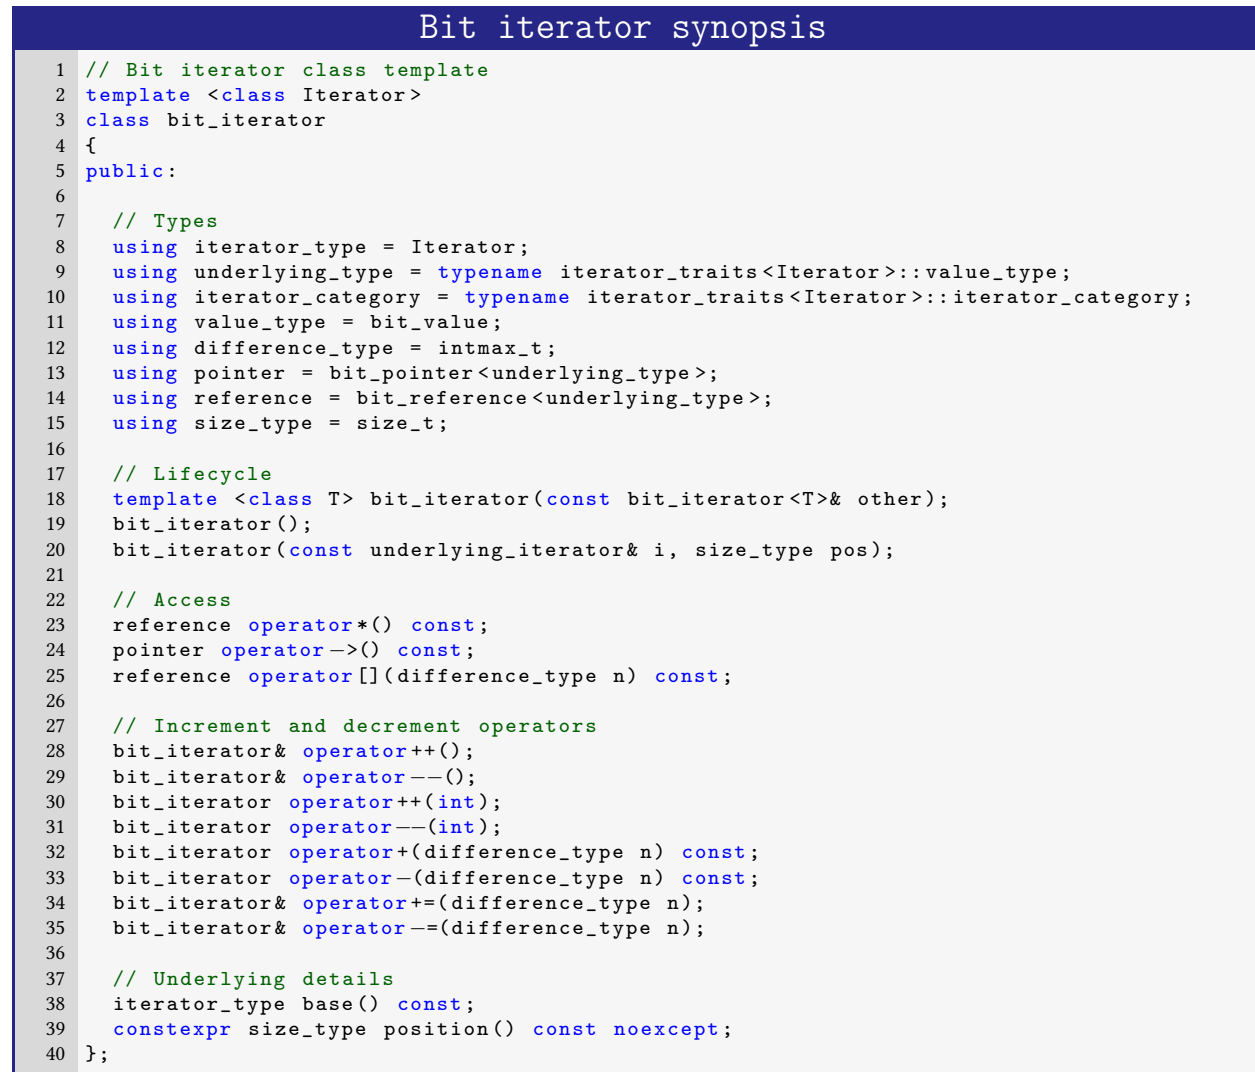 Bit iterator synopsis
1 // Bit iterator class template
2 template <class Iterator>
3 class bit_iterator
4 {
5 public:
6
7   // Types
8   using iterator_type = Iterator;
9   using underlying_type = typename iterator_traits<Iterator>::value_type;
10   using iterator_category = typename iterator_traits<Iterator>::iterator_category;
11   using value_type = bit_value;
12   using difference_type = intmax_t;
13   using pointer = bit_pointer<underlying_type>;
14   using reference = bit_reference<underlying_type>;
15   using size_type = size_t;
16
17   // Lifecycle
18   template <class T> bit_iterator(const bit_iterator<T>& other);
19   bit_iterator();
20   bit_iterator(const underlying_iterator& i, size_type pos);
21
22   // Access
23   reference operator*() const;
24   pointer operator−>() const;
25   reference operator[](difference_type n) const;
26
27   // Increment and decrement operators
28   bit_iterator& operator++();
29   bit_iterator& operator−−();
30   bit_iterator operator++(int);
31   bit_iterator operator−−(int);
32   bit_iterator operator+(difference_type n) const;
33   bit_iterator operator−(difference_type n) const;
34   bit_iterator& operator+=(difference_type n);
35   bit_iterator& operator−=(difference_type n);
36
37   // Underlying details
38   iterator_type base() const;
39   constexpr size_type position() const noexcept;
40 };